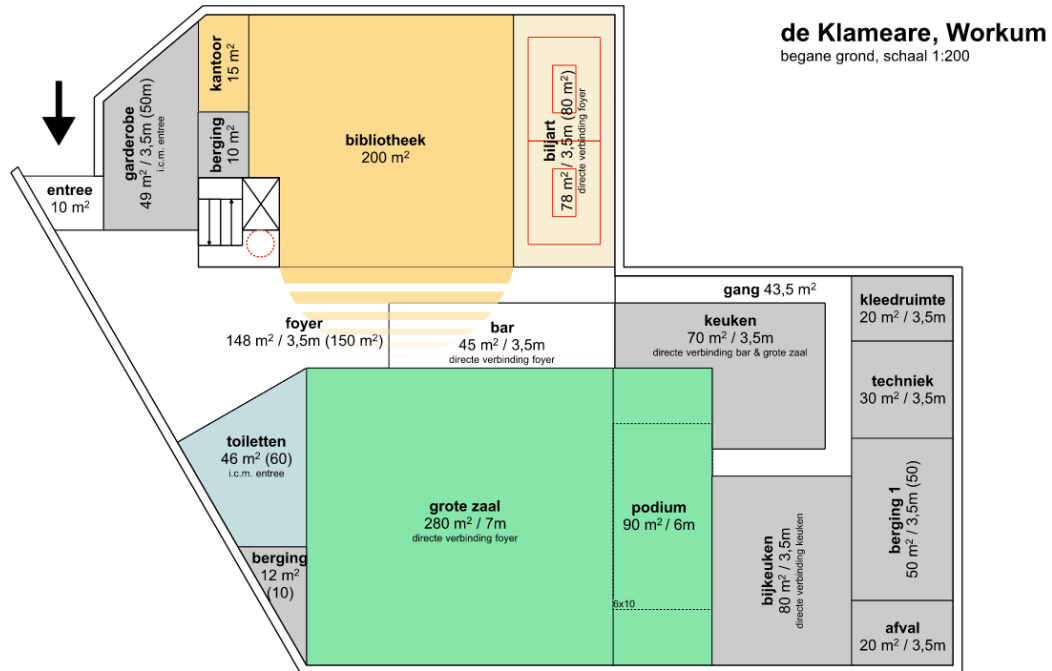 de Klameare, Workum
begane grond, schaal 1:200
kantoor
15 m²
garderobe
49 m² / 3,5m (50m)
i.c.m. entree
berging
10 m²
bibliotheek
200 m²
biljart
78 m² / 3,5m (80 m²)
directe verbinding foyer
entree
10 m²
gang 43,5 m²
kleedruimte
20 m² / 3,5m
foyer
148 m² / 3,5m (150 m²)
bar
45 m² / 3,5m
directe verbinding foyer
keuken
70 m² / 3,5m
directe verbinding bar & grote zaal
techniek
30 m² / 3,5m
toiletten
46 m² (60)
i.c.m. entree
grote zaal
280 m² / 7m
directe verbinding foyer
podium
90 m² / 6m
6x10
berging 1
50 m² / 3,5m (50)
berging
12 m²
(10)
bijkeuken
80 m² / 3,5m
directe verbinding keuken
afval
20 m² / 3,5m